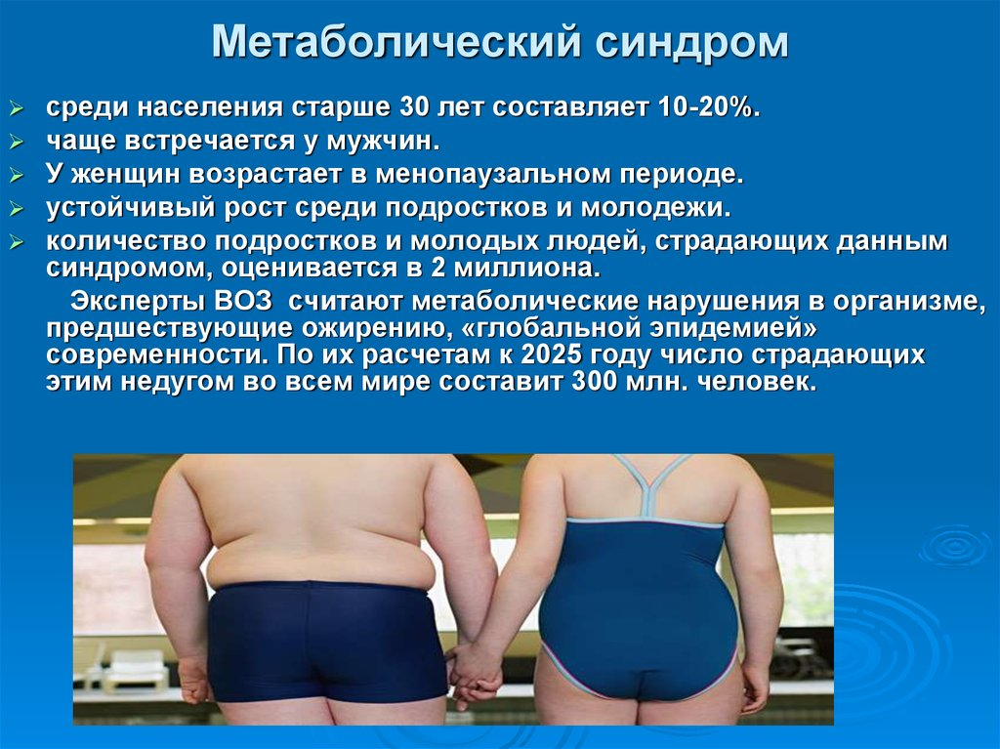 Метаболический синдром
среди населения старше 30 лет составляет 10-20%.
чаще встречается у мужчин.
У женщин возрастает в менопаузальном периоде.
устойчивый рост среди подростков и молодежи.
количество подростков и молодых людей, страдающих данным
синдромом, оценивается в 2 миллиона.
Эксперты ВОЗ считают метаболические нарушения в организме,
предшествующие ожирению, «глобальной эпидемией»
современности. По их расчетам к 2025 году число страдающих
этим недугом во всем мире составит 300 млн. человек.